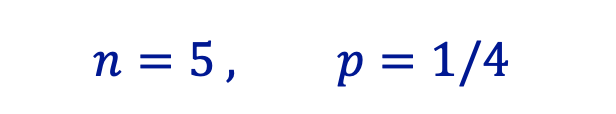 n = 5 , p = 1/4